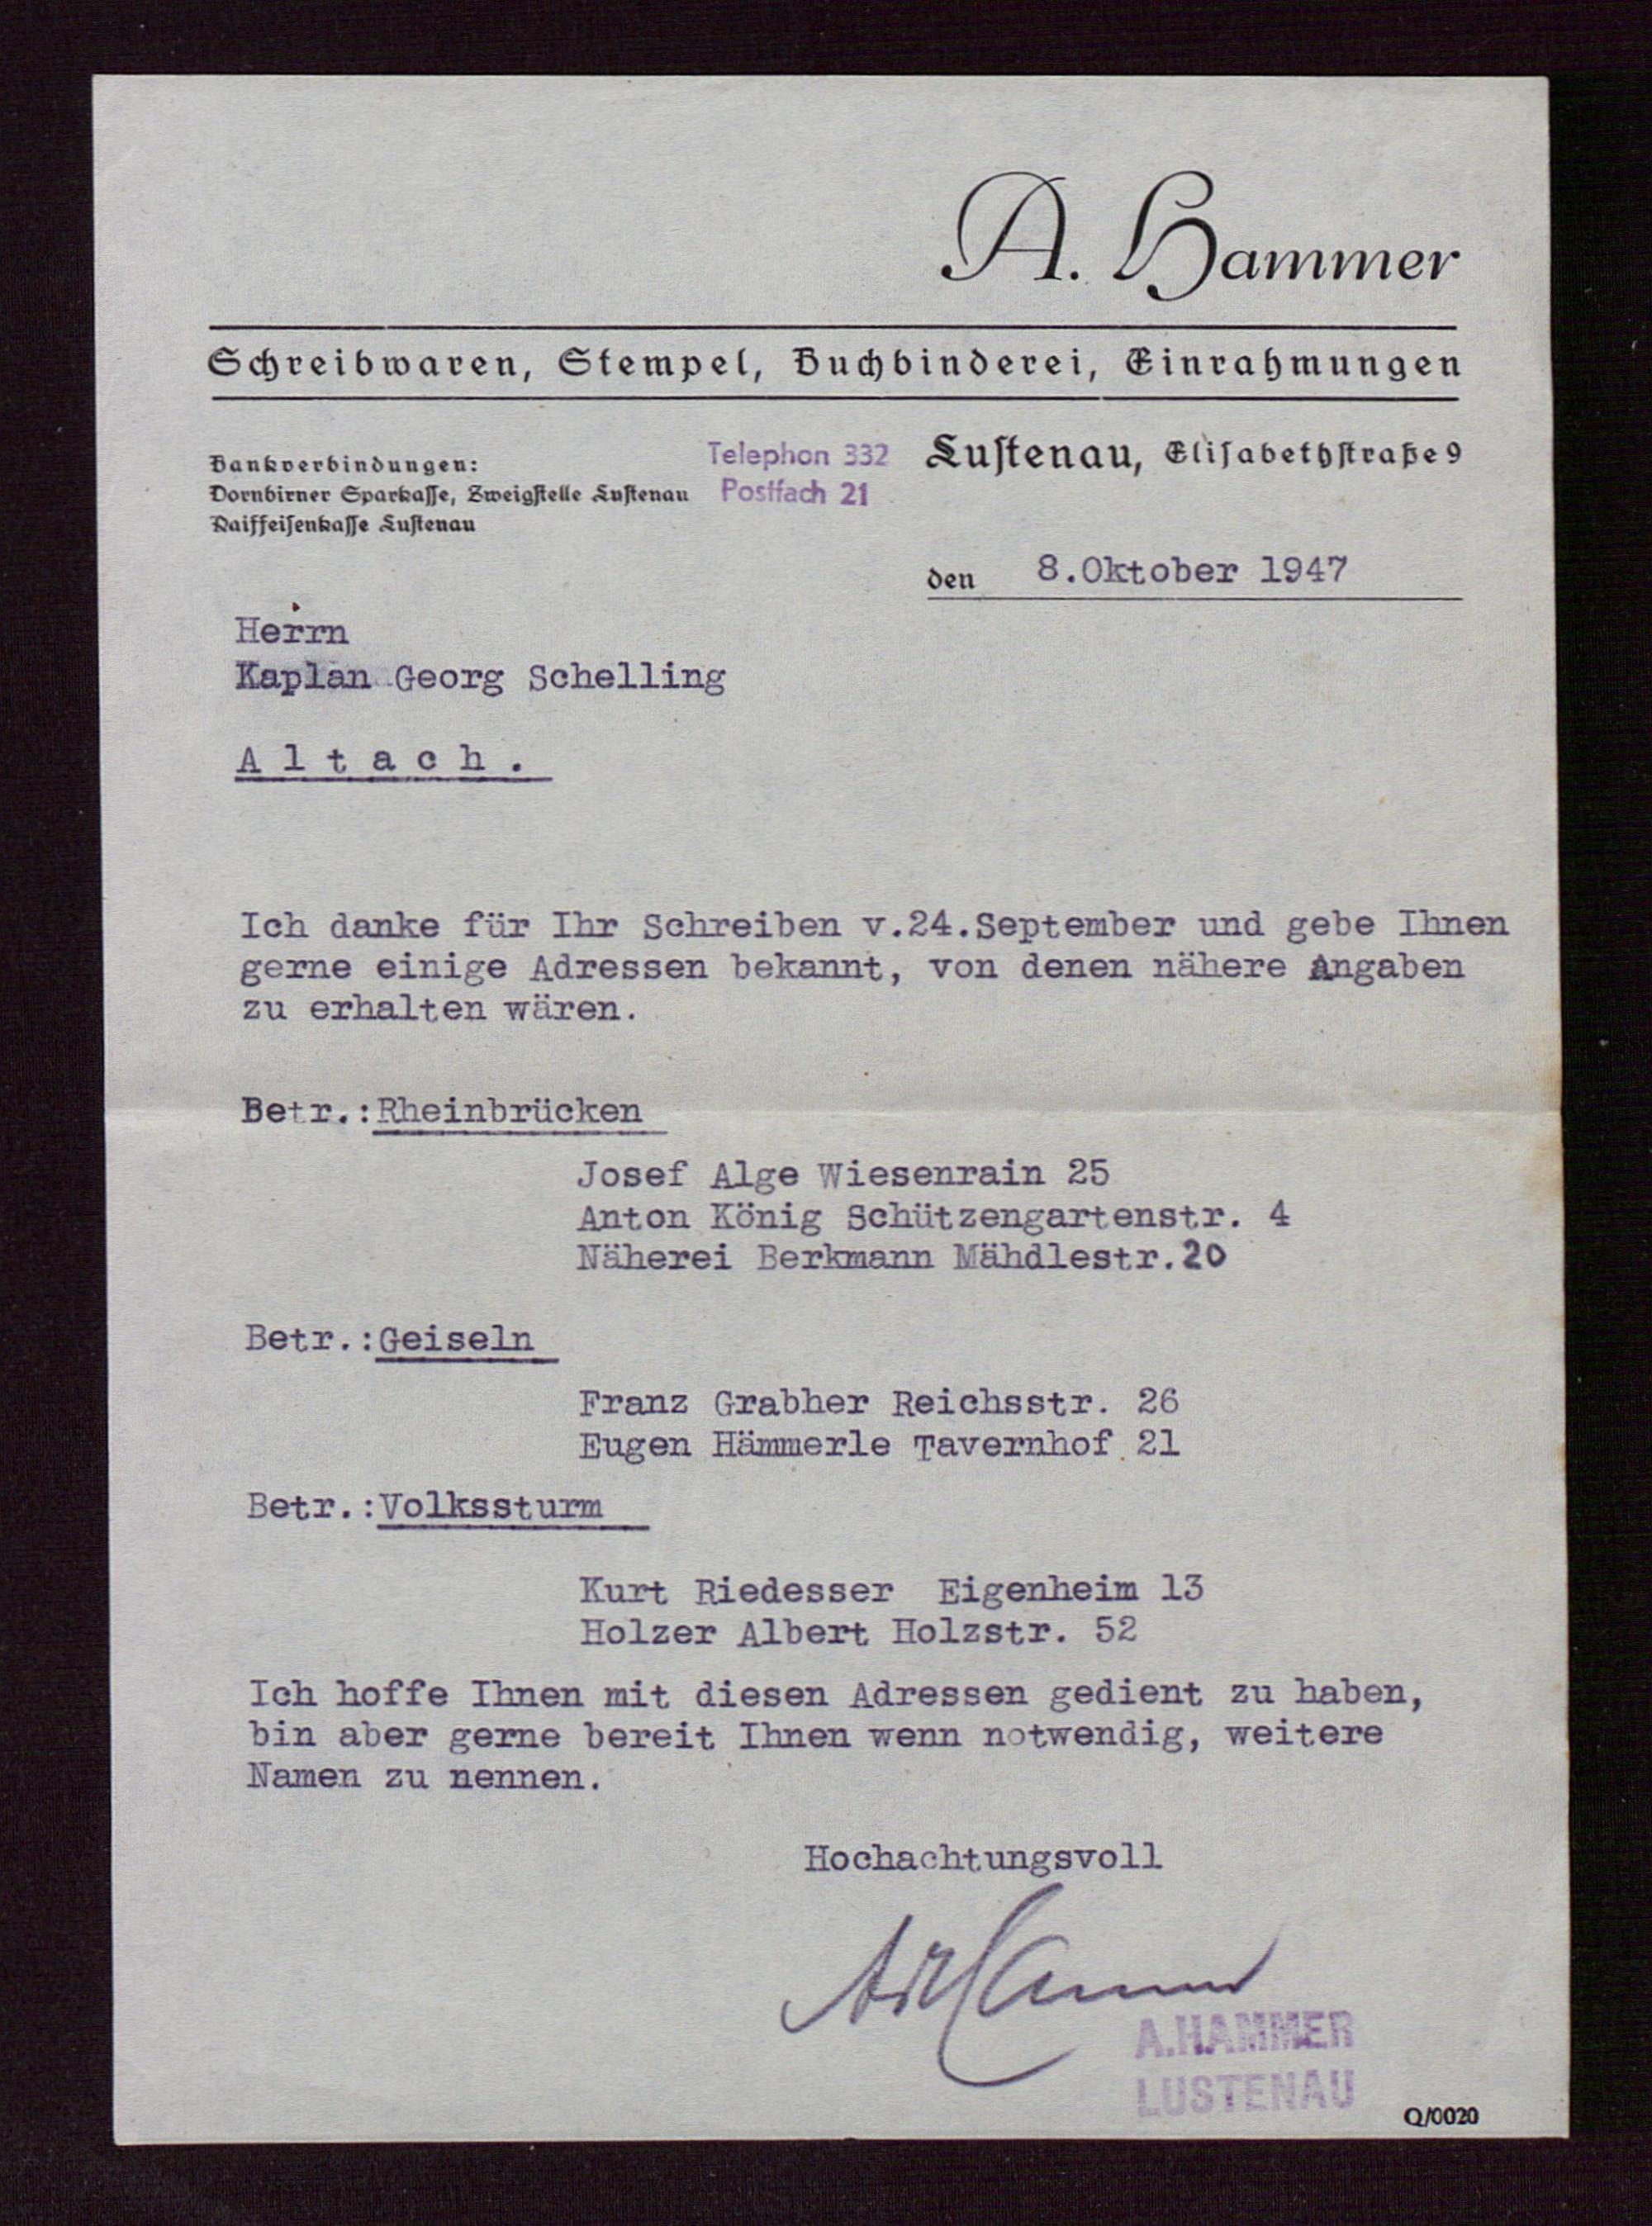 A. Hammer
Schreibwaren, Stempel, Buchbinderei, Einrahmungen
Bankverbindungen:
Dornbirner Sparkasse, Zweigstelle Lustenau
Raiffeisenkasse Lustenau
Telephon 332
Postfach 21
Lustenau, Elisabethstraße 9
den 8.Oktober 1947
Herrn
Kaplan Georg Schelling
A l t a c h .
Ich danke für Ihr Schreiben v.24.September und gebe Ihnen
gerne einige Adressen bekannt, von denen nähere Angaben
zu erhalten wären.
Betr.:Rheinbrücken
Josef Alge Wiesenrain 25
Anton König Schützengartenstr. 4
Näherei Berkmann Mähdlestr.20
Betr.:Geiseln
Franz Grabher Reichsstr. 26
Eugen Hämmerle Tavernhof 21
Betr.:Volkssturm
Kurt Riedesser Eigenheim 13
Holzer Albert Holzstr. 52
Ich hoffe Ihnen mit diesen Adressen gedient zu haben,
bin aber gerne bereit Ihnen wenn notwendig, weitere
Namen zu nennen.
Hochachtungsvoll
A.HAMMER
LUSTENAU
Q/0020